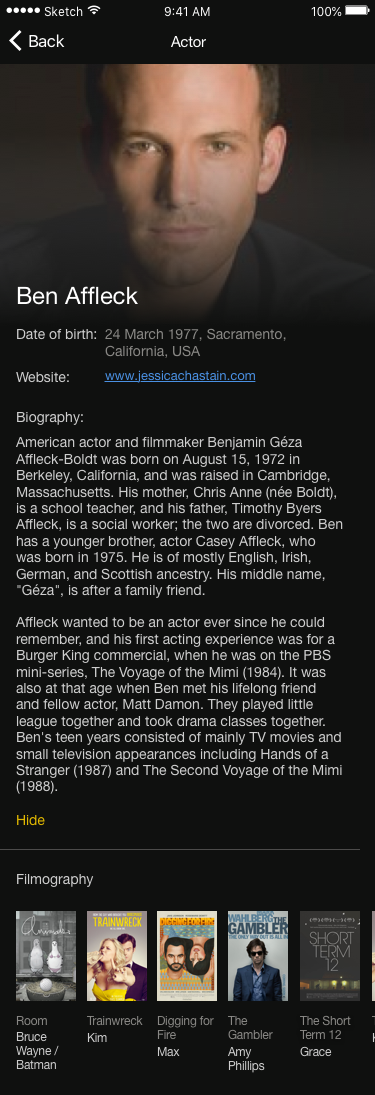 Sketch 9:41 AM 100%
Back Actor
Ben Affleck
Date of birth: 24 March 1977, Sacramento,
California, USA
Website: www.jessicachastain.com
Biography:
American actor and filmmaker Benjamin Géza
Affleck-Boldt was born on August 15, 1972 in
Berkeley, California, and was raised in Cambridge,
Massachusetts. His mother, Chris Anne (née Boldt),
is a school teacher, and his father, Timothy Byers
Affleck, is a social worker; the two are divorced. Ben
has a younger brother, actor Casey Affleck, who
was born in 1975. He is of mostly English, Irish,
German, and Scottish ancestry. His middle name,
"Géza", is after a family friend.
Affleck wanted to be an actor ever since he could
remember, and his first acting experience was for a
Burger King commercial, when he was on the PBS
mini-series, The Voyage of the Mimi (1984). It was
also at that age when Ben met his lifelong friend
and fellow actor, Matt Damon. They played little
league together and took drama classes together.
Ben's teen years consisted of mainly TV movies and
small television appearances including Hands of a
Stranger (1987) and The Second Voyage of the Mimi
(1988).
Hide
Filmography
TRAINWRECK
DIGGING FOR FIRE
WAHLBERG
THE
GAMBLER
SHORT
TERM
12
Room
Bruce
Wayne /
Batman
Trainwreck
Kim
Digging for
Fire
Max
The
Gambler
Amy
Phillips
The Short
Term 12
Grace